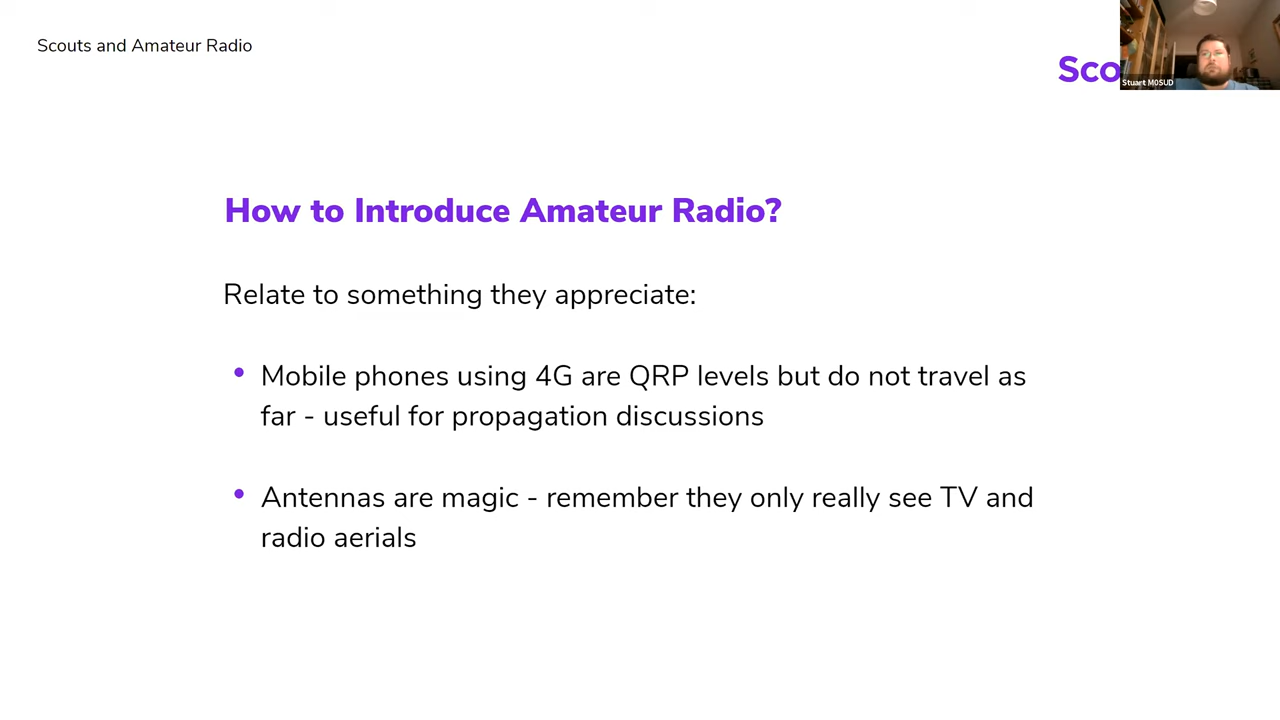 Scouts and Amateur Radio
Sco
Stuart M0SUD
How to Introduce Amateur Radio?
Relate to something they appreciate:
• Mobile phones using 4G are QRP levels but do not travel as
far - useful for propagation discussions
• Antennas are magic - remember they only really see TV and
radio aerials